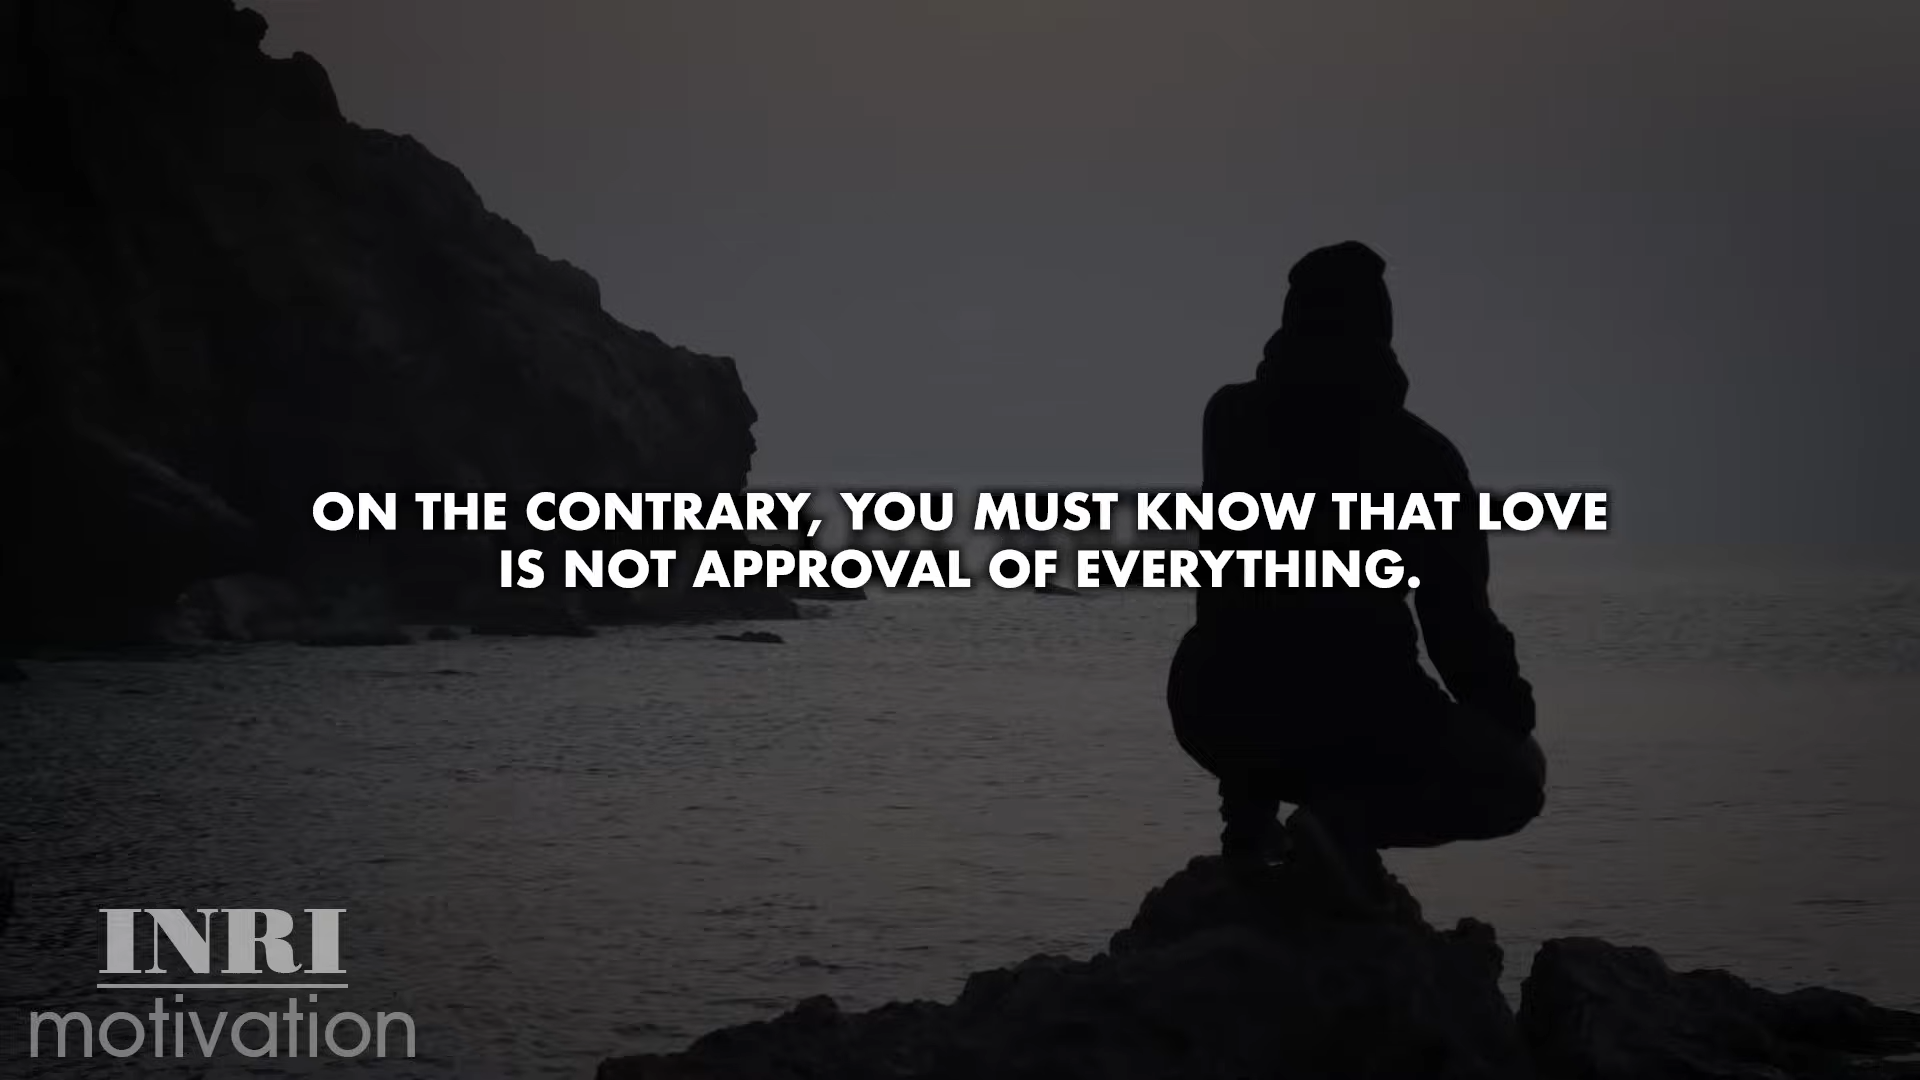 ON THE CONTRARY, YOU MUST KNOW THAT LOVE
IS NOT APPROVAL OF EVERYTHING.
INRI
motivation